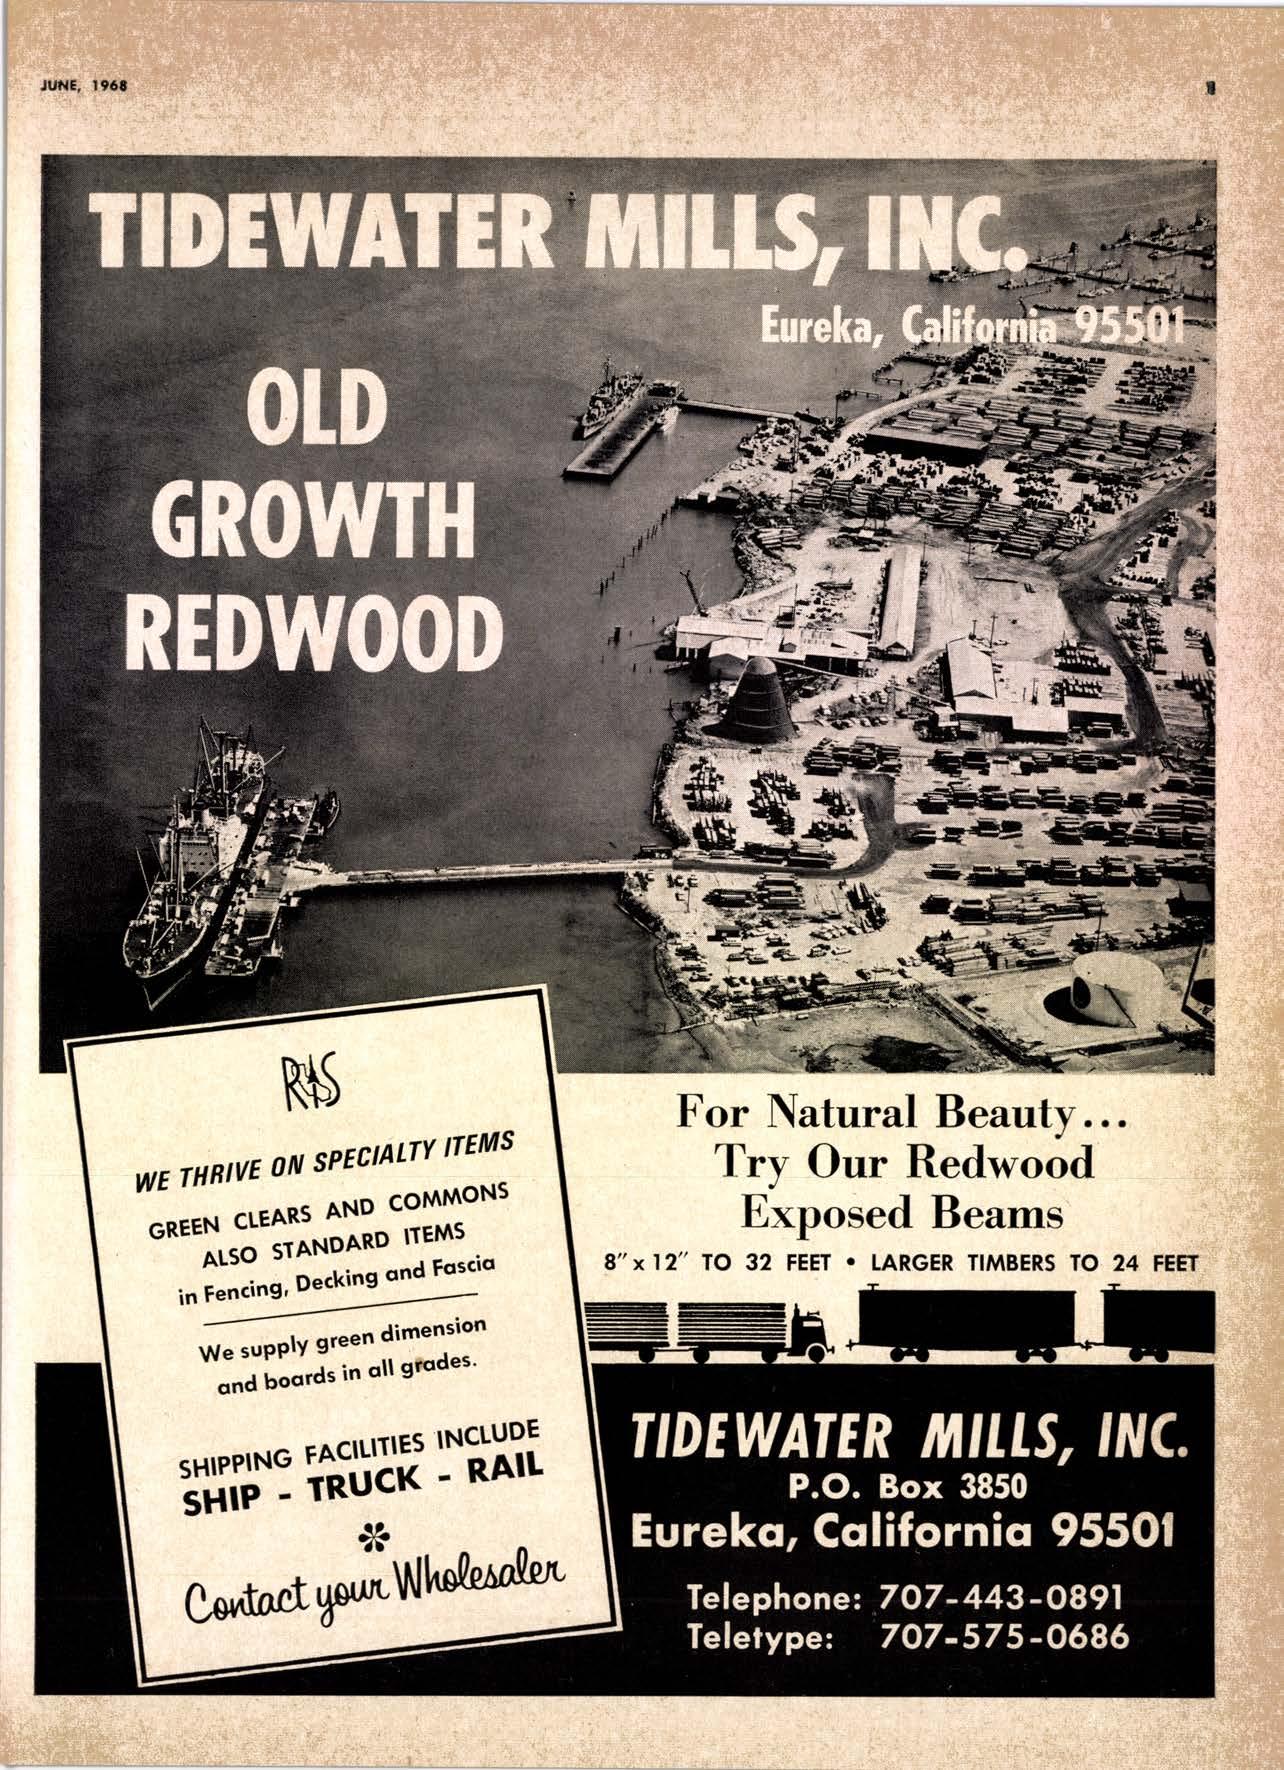 JUNE, 1968
TIDEWATER MILLS, INC.
Eureka, California 95501
OLD
GROWTH
REDWOOD
RIS
WE THRIVE ON SPECIALTY ITEMS
GREEN CLEARS AND COMMONS
ALSO STANDARD ITEMS
in Fencing, Decking and Fascia
We supply green dimension
and boards in all grades.
SHIPPING FACILITIES INCLUDE
SHIP - TRUCK - RAIL
Contact your Wholesaler
For Natural Beauty...
Try Our Redwood
Exposed Beams
8" x 12" TO 32 FEET • LARGER TIMBERS TO 24 FEET
TIDEWATER MILLS, INC.
P.O. Box 3850
Eureka, California 95501
Telephone: 707-443-0891
Teletype: 707-575-0686